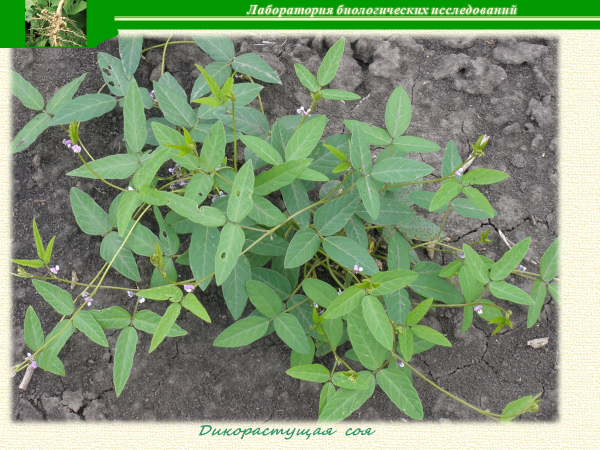 Лаборатория биологических исследований
Дикорастущая соя